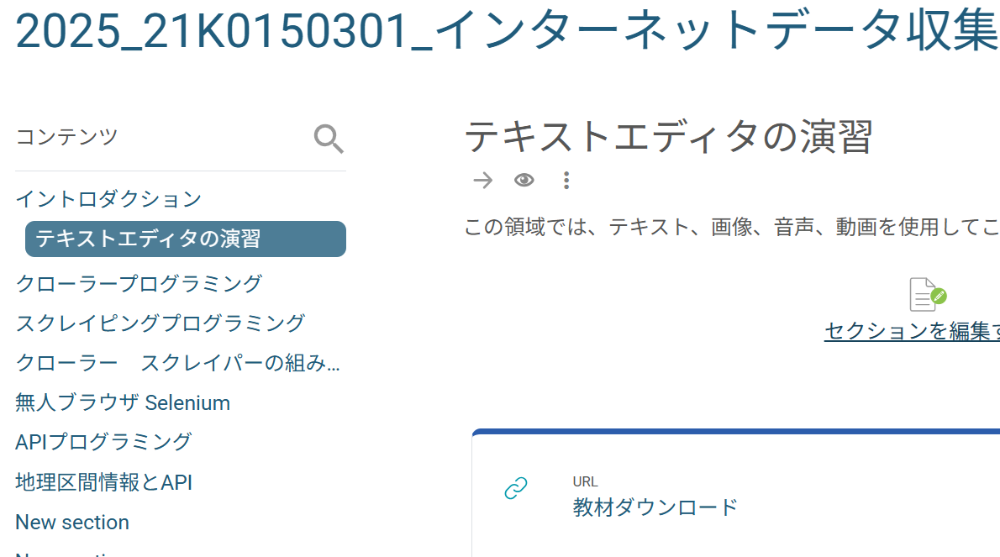 2025_21K0150301_インターネットデータ収集
コンテンツ
イントロダクション
テキストエディタの演習
クローラープログラミング
スクレイピングプログラミング
クローラー　スクレイパーの組み...
無人ブラウザ Selenium
APIプログラミング
地理区間情報とAPI
New section
テキストエディタの演習
この領域では、テキスト、画像、音声、動画を使用してこ
セクションを編集す
URL
教材ダウンロード